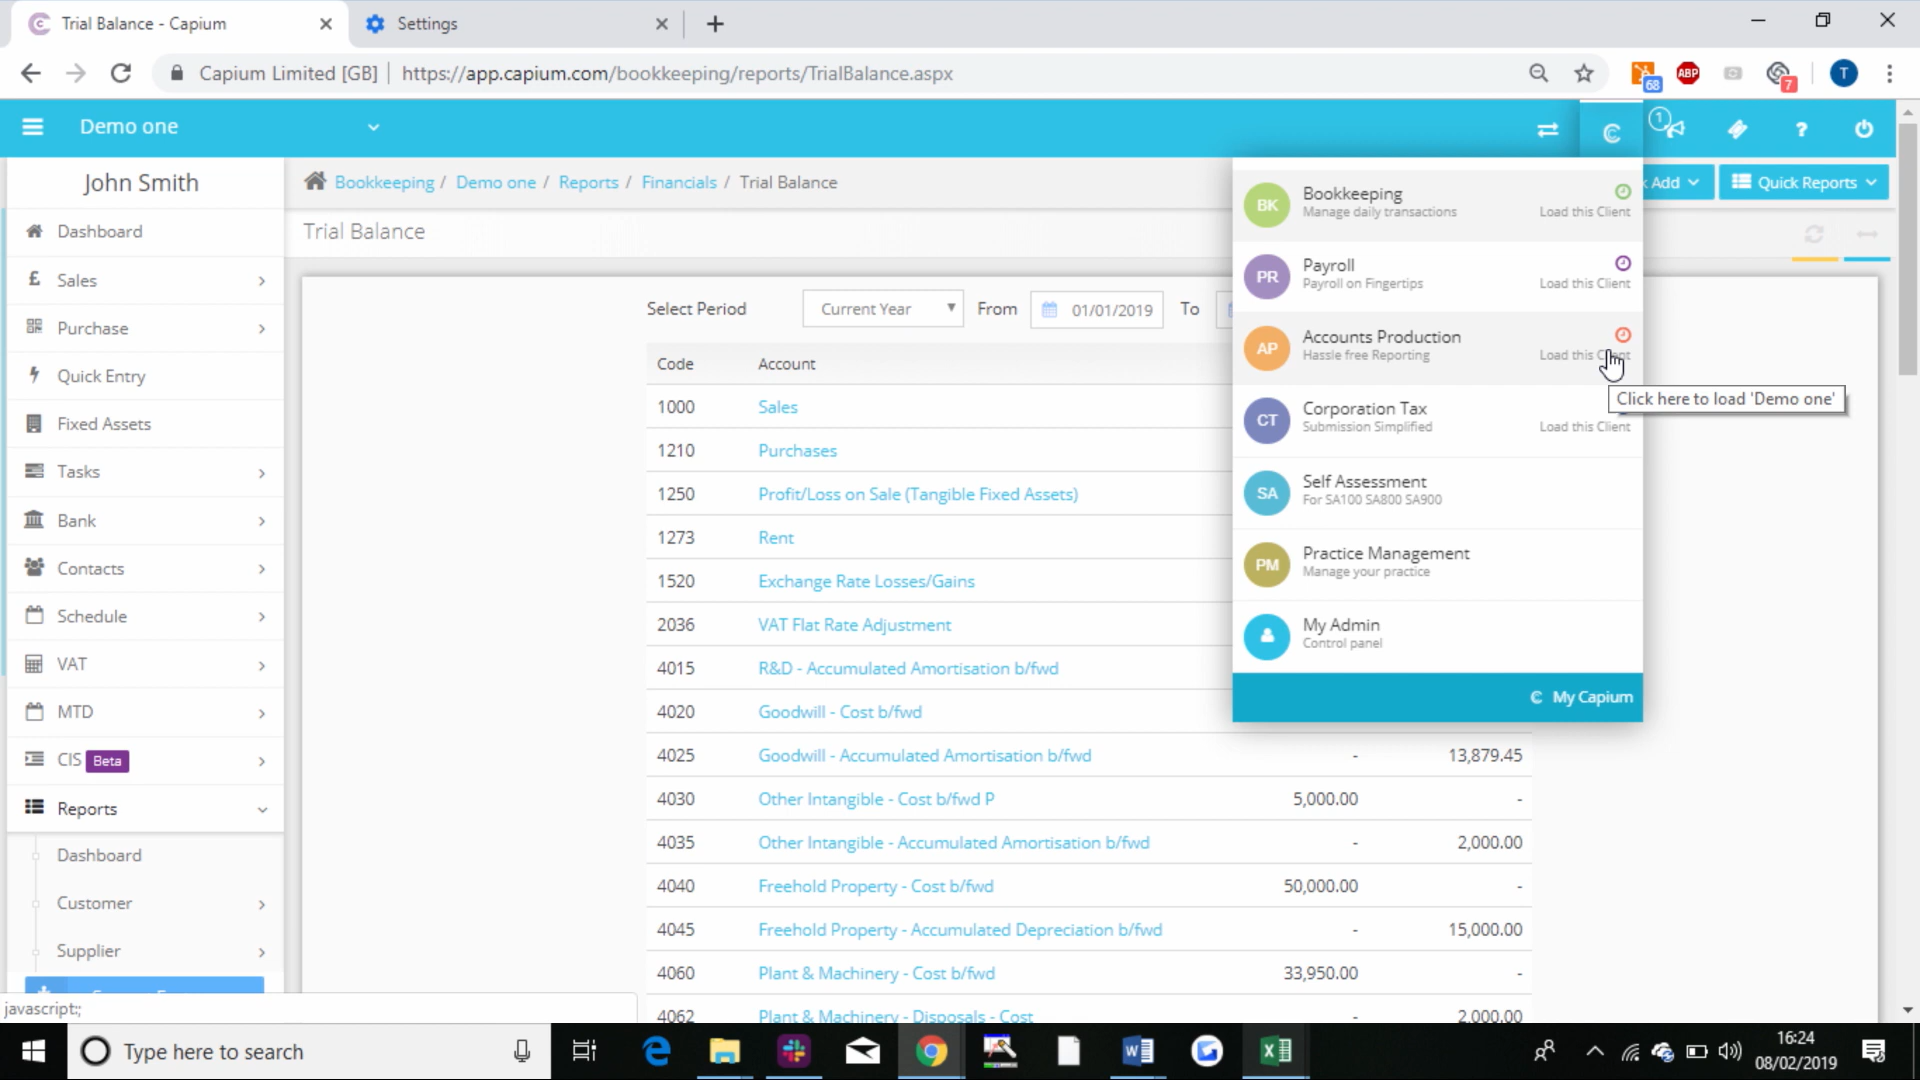 Trial Balance - Capium
Settings
Capium Limited [GB] | https://app.capium.com/bookkeeping/reports/TrialBalance.aspx
68
ABP
7
T
Demo one
1
?
John Smith
Bookkeeping / Demo one / Reports / Financials / Trial Balance
Add
Quick Reports
Dashboard
Trial Balance
Sales
Purchase
Quick Entry
Fixed Assets
Tasks
Bank
Contacts
Schedule
VAT
MTD
CIS Beta
Reports
Dashboard
Customer
Supplier
javascript:;
Select Period Current Year From 01/01/2019 To
Code Account
1000 Sales
1210 Purchases
1250 Profit/Loss on Sale (Tangible Fixed Assets)
1273 Rent
1520 Exchange Rate Losses/Gains
2036 VAT Flat Rate Adjustment
4015 R&D - Accumulated Amortisation b/fwd
4020 Goodwill - Cost b/fwd
4025 Goodwill - Accumulated Amortisation b/fwd - 13,879.45
4030 Other Intangible - Cost b/fwd P 5,000.00 -
4035 Other Intangible - Accumulated Amortisation b/fwd - 2,000.00
4040 Freehold Property - Cost b/fwd 50,000.00 -
4045 Freehold Property - Accumulated Depreciation b/fwd - 15,000.00
4060 Plant & Machinery - Cost b/fwd 33,950.00 -
4062 Plant & Machinery - Disposals - Cost 2,000.00
BK Bookkeeping
Manage daily transactions Load this Client
PR Payroll
Payroll on Fingertips Load this Client
AP Accounts Production
Hassle free Reporting Load this Client
Click here to load 'Demo one'
CT Corporation Tax
Submission Simplified Load this Client
SA Self Assessment
For SA100 SA800 SA900
PM Practice Management
Manage your practice
My Admin
Control panel
My Capium
Type here to search
16:24
08/02/2019